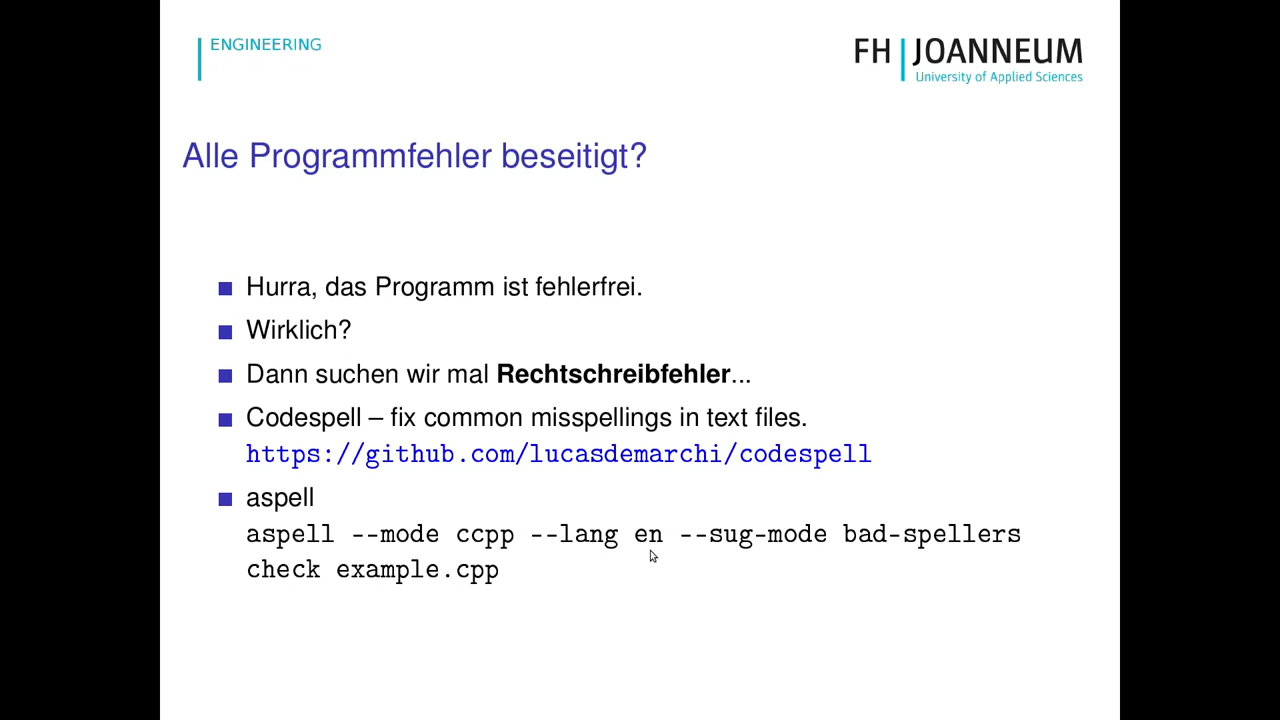 ENGINEERING
FH JOANNEUM
University of Applied Sciences
Alle Programmfehler beseitigt?
Hurra, das Programm ist fehlerfrei.
Wirklich?
Dann suchen wir mal Rechtschreibfehler...
Codespell – fix common misspellings in text files.
https://github.com/lucasdemarchi/codespell
aspell
aspell --mode ccpp --lang en --sug-mode bad-spellers
check example.cpp